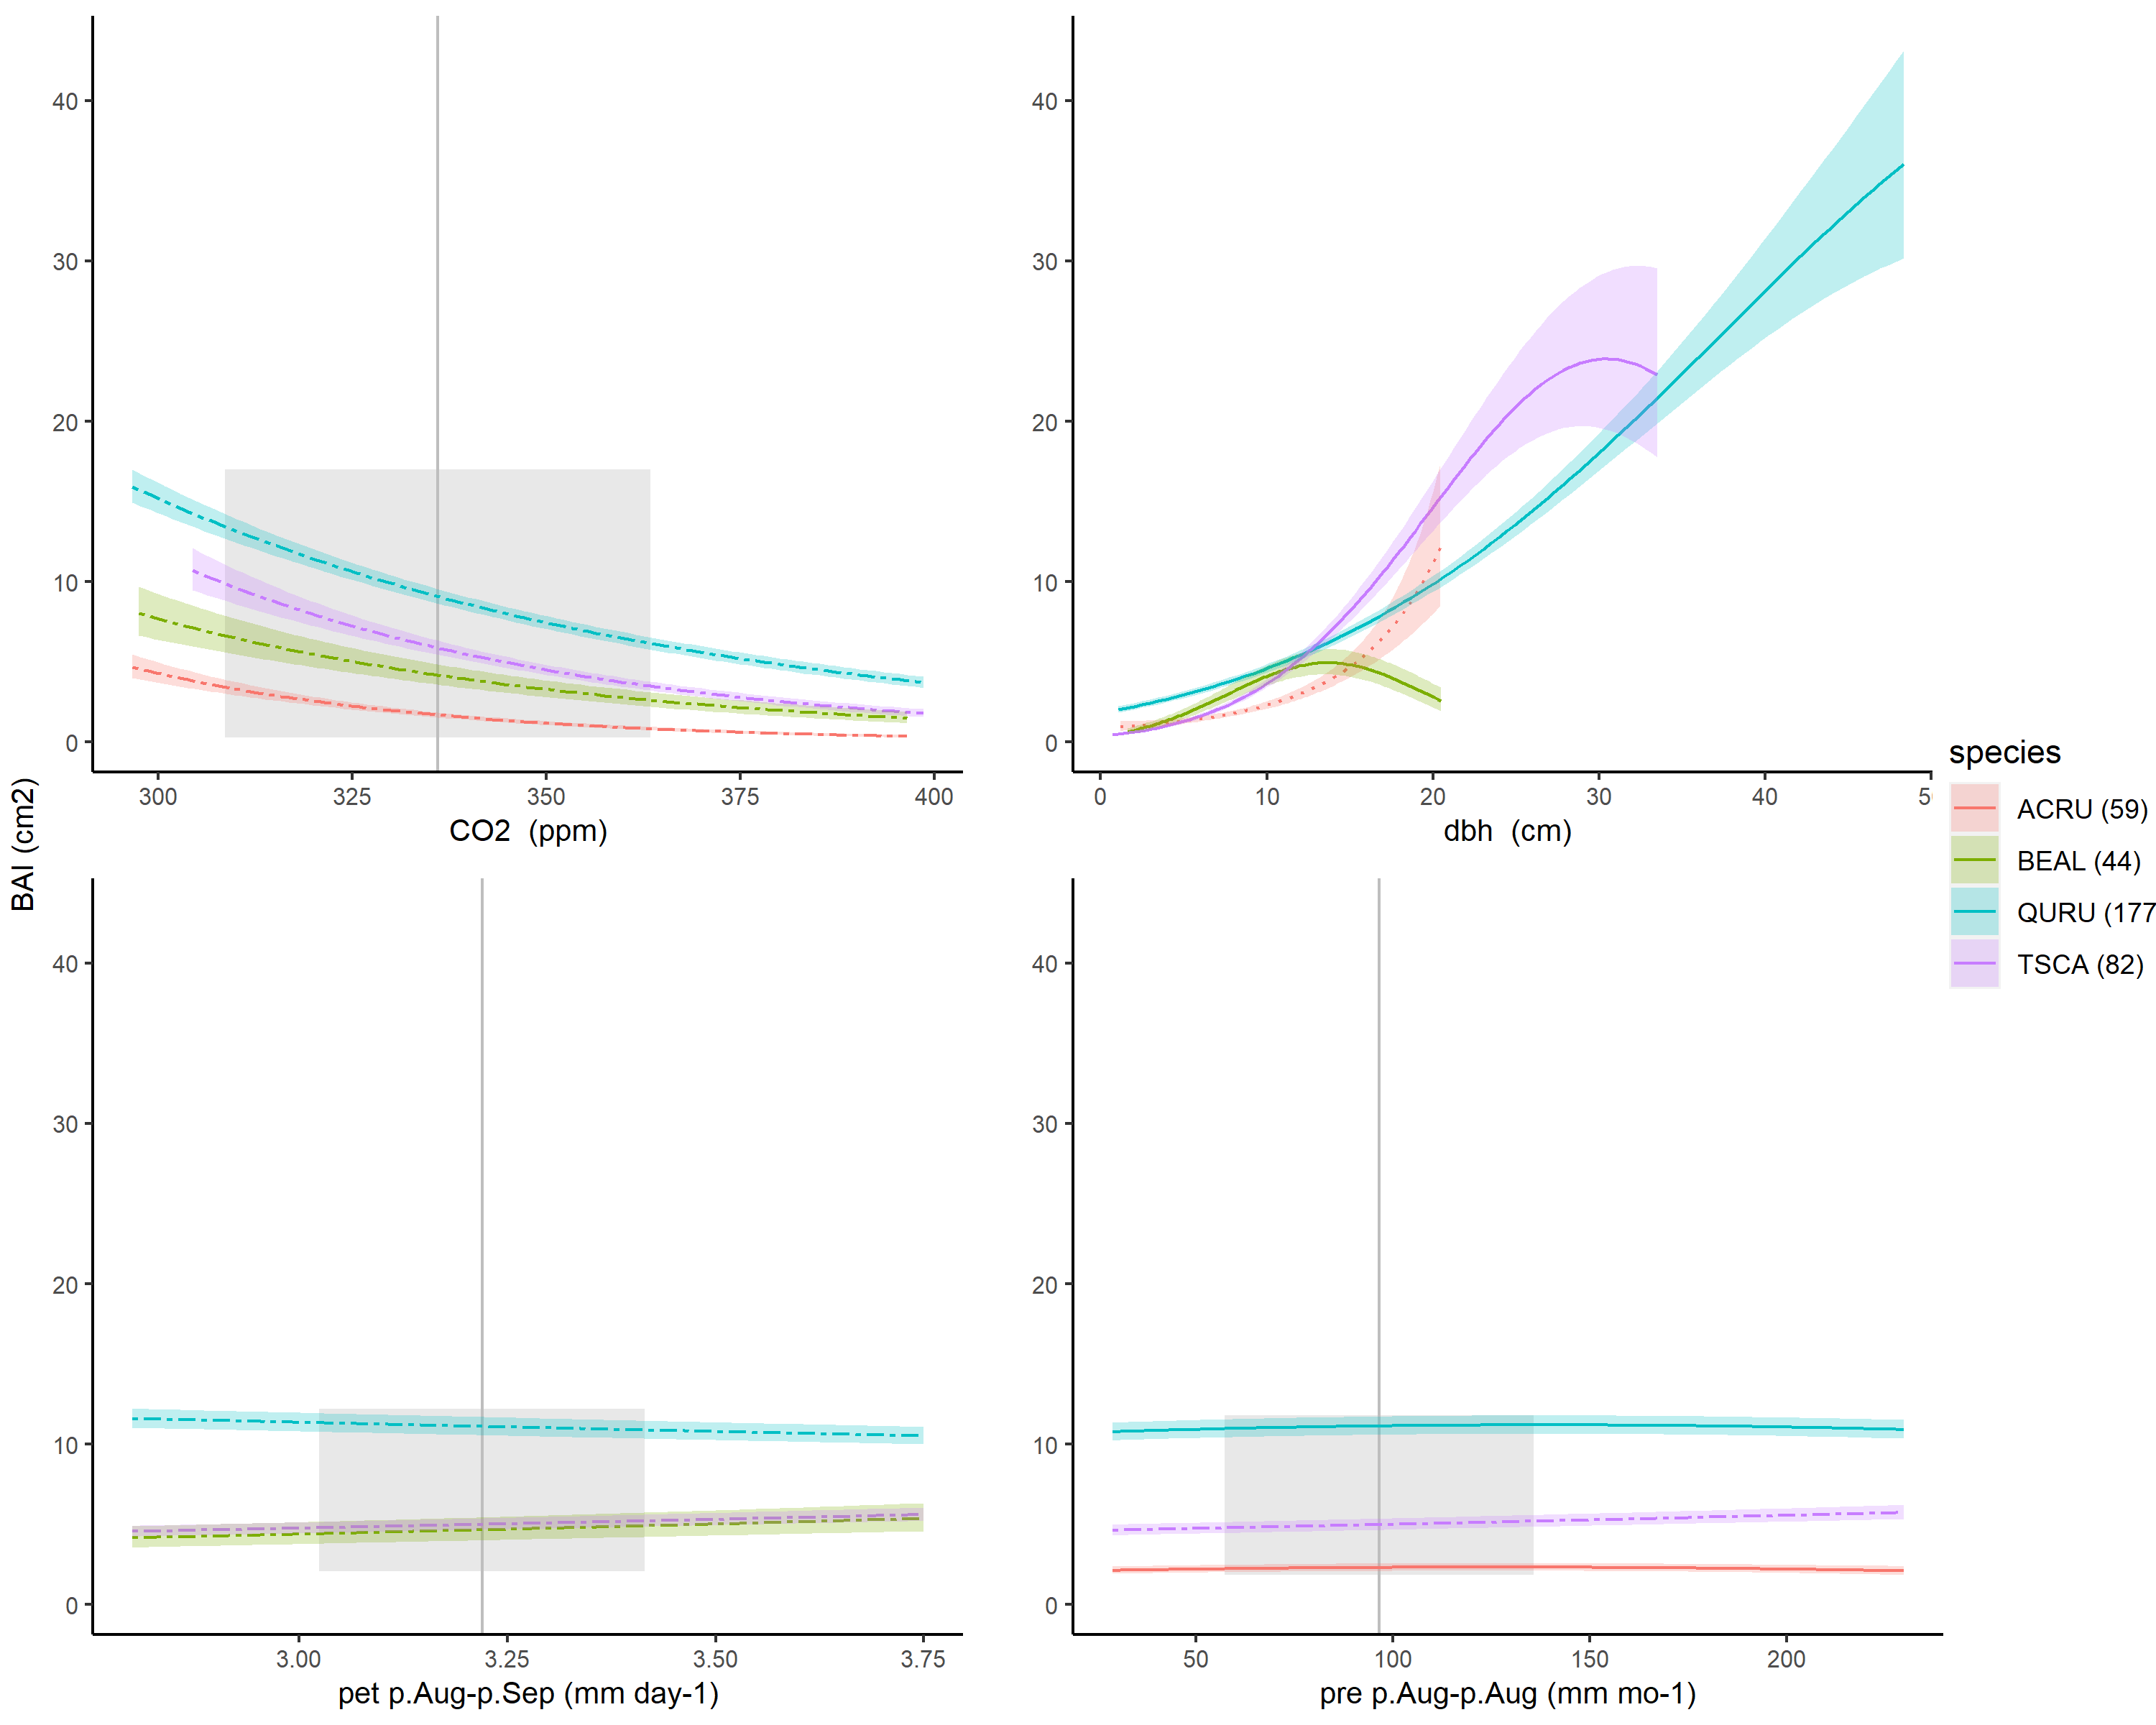 BAI (cm2)
40
30
20
10
0
300 325 350 375 400
CO2 (ppm)
40
30
20
10
0
0 10 20 30 40 5
dbh (cm)
40
30
20
10
0
3.00 3.25 3.50 3.75
pet p.Aug-p.Sep (mm day-1)
40
30
20
10
0
50 100 150 200
pre p.Aug-p.Aug (mm mo-1)
species
ACRU (59)
BEAL (44)
QURU (177
TSCA (82)